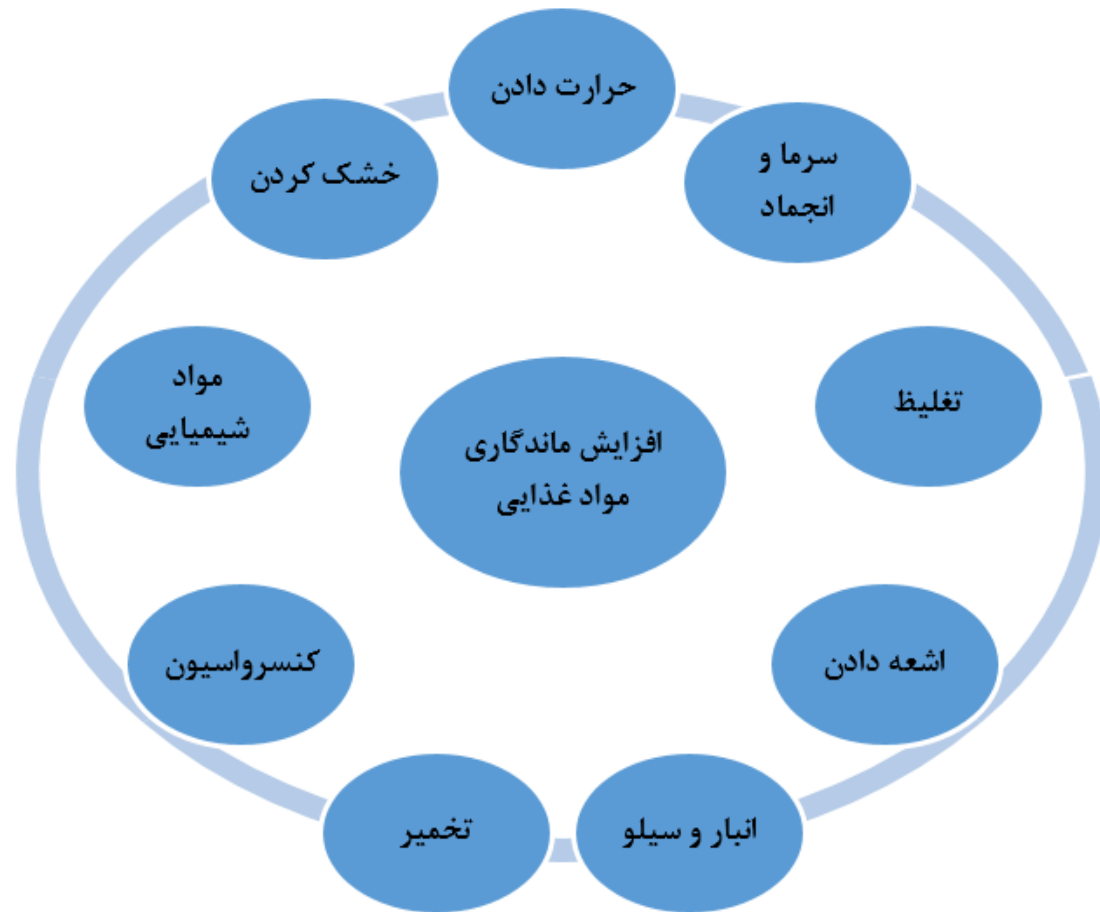 حرارت دادن
سرما و
انجماد
خشک کردن
تغلیظ
مواد
شیمیایی
افزایش ماندگاری
مواد غذایی
اشعه دادن
کنسرواسیون
انبار و سیلو
تخمیر